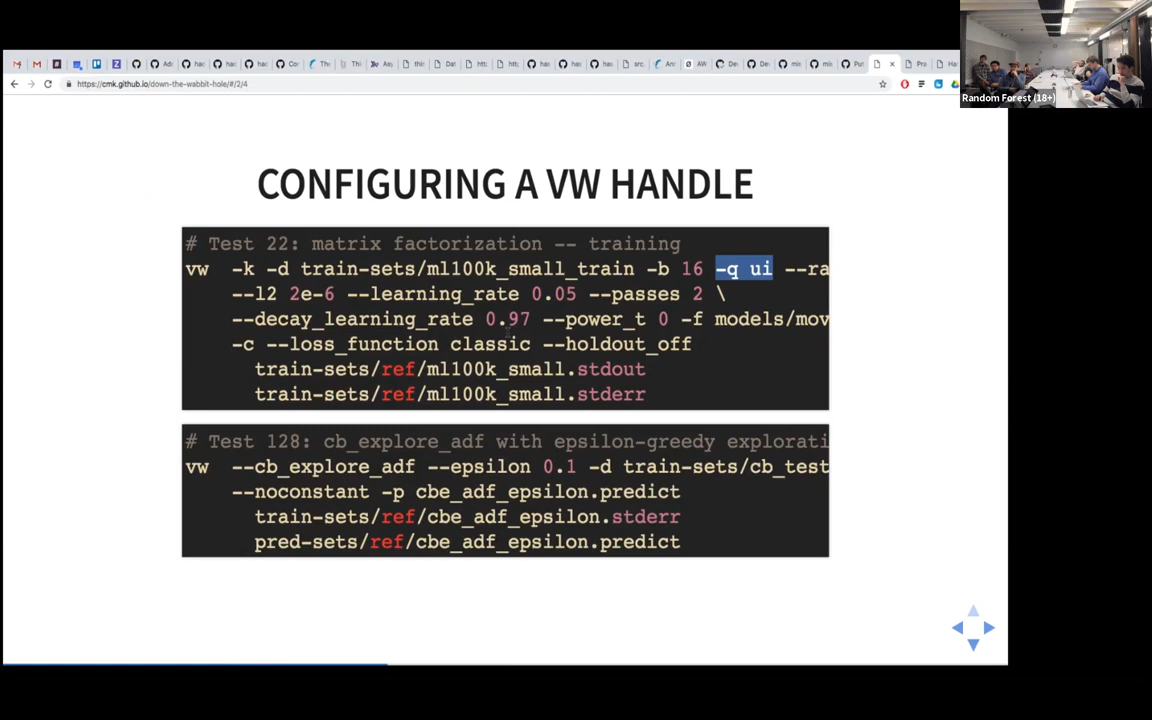 https://cmk.github.io/down-the-wabbit-hole/#/2/4
Random Forest (18+)
CONFIGURING A VW HANDLE
# Test 22: matrix factorization -- training
vw -k -d train-sets/ml100k_small_train -b 16 -q ui --ra
--l2 2e-6 --learning_rate 0.05 --passes 2 \
--decay_learning_rate 0.97 --power_t 0 -f models/mov
-c --loss_function classic --holdout_off
train-sets/ref/ml100k_small.stdout
train-sets/ref/ml100k_small.stderr
# Test 128: cb_explore_adf with epsilon-greedy explorati
vw --cb_explore_adf --epsilon 0.1 -d train-sets/cb_test
--noconstant -p cbe_adf_epsilon.predict
train-sets/ref/cbe_adf_epsilon.stderr
pred-sets/ref/cbe_adf_epsilon.predict